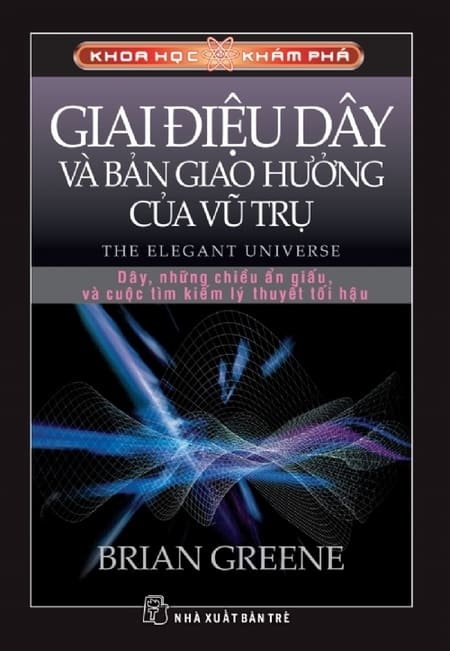 KHOA HỌC KHÁM PHÁ
GIAI ĐIỆU DÂY
VÀ BẢN GIAO HƯỞNG
CỦA VŨ TRỤ
THE ELEGANT UNIVERSE
Dây, những chiều ẩn giấu,
và cuộc tìm kiếm lý thuyết tối hậu
BRIAN GREENE
NHÀ XUẤT BẢN TRẺ